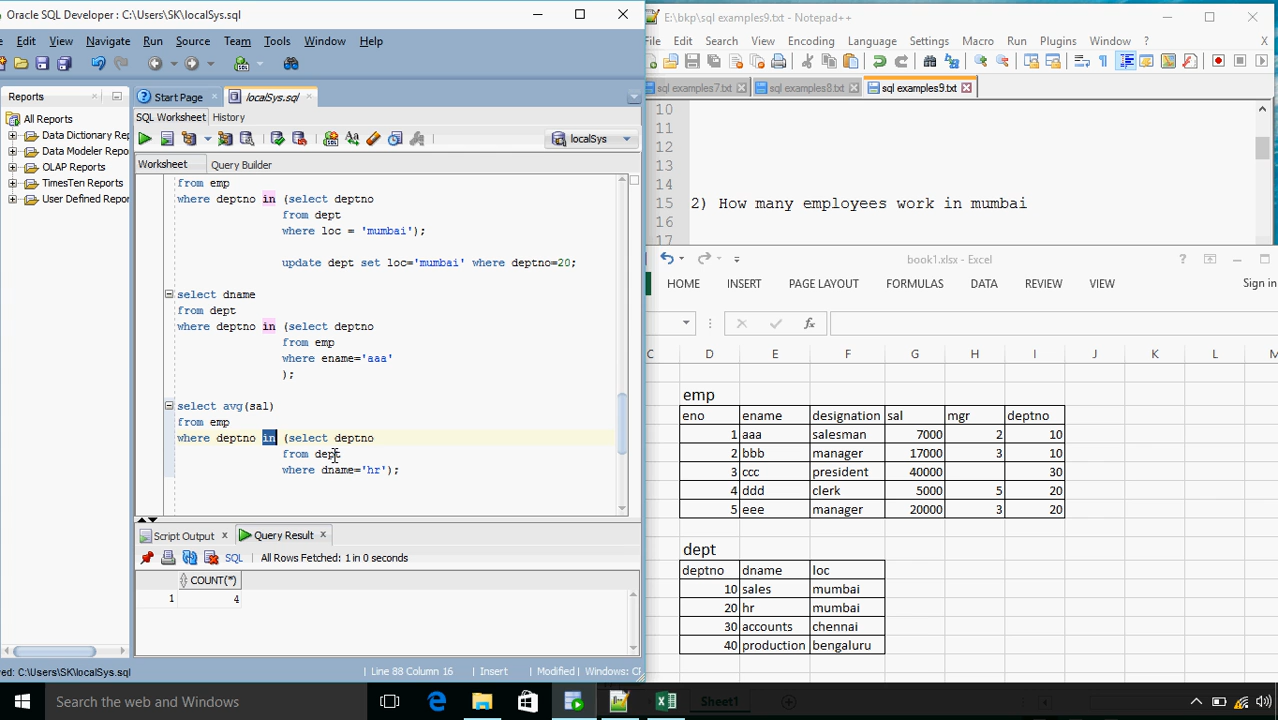 Oracle SQL Developer : C:\Users\SK\localSys.sql
Edit View Navigate Run Source Team Tools Window Help
Reports
Start Page
localSys.sql
SQL Worksheet History
localSys
Worksheet Query Builder
All Reports
Data Dictionary Rep
Data Modeler Report
OLAP Reports
TimesTen Reports
User Defined Report
from emp
where deptno in (select deptno
from dept
where loc = 'mumbai');
update dept set loc='mumbai' where deptno=20;
select dname
from dept
where deptno in (select deptno
from emp
where ename='aaa'
);
select avg(sal)
from emp
where deptno in (select deptno
from dept
where dname='hr');
Script Output x Query Result x
SQL All Rows Fetched: 1 in 0 seconds
COUNT(*)
1 4
ed: C:\Users\SK\localSys.sql
Line 88 Column 16 Insert Modified Windows: CF
E:\bkp\sql examples9.txt - Notepad++
File Edit Search View Encoding Language Settings Macro Run Plugins Window ? X
sql examples7.txt sql examples8.txt sql examples9.txt
10
11
12
13
14
15 2) How many employees work in mumbai
16
17
book1.xlsx - Excel
HOME INSERT PAGE LAYOUT FORMULAS DATA REVIEW VIEW Sign in
fx
C D E F G H I J K L M
emp
eno ename designation sal mgr deptno
1 aaa salesman 7000 2 10
2 bbb manager 17000 3 10
3 ccc president 40000 30
4 ddd clerk 5000 5 20
5 eee manager 20000 3 20
dept
deptno dname loc
10 sales mumbai
20 hr mumbai
30 accounts chennai
40 production bengaluru
Sheet1
Search the web and Windows